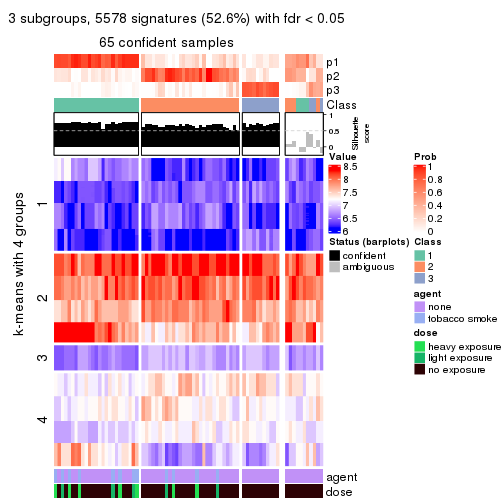 3 subgroups, 5578 signatures (52.6%) with fdr < 0.05
65 confident samples
p1
p2
p3
Class
1
0.5
0
Silhouette
score
k-means with 4 groups
1
2
3
4
agent
dose
Value
8.5
8
7.5
7
6.5
6
Prob
1
0.8
0.6
0.4
0.2
0
Status (barplots)
confident
ambiguous
Class
1
2
3
agent
none
tobacco smoke
dose
heavy exposure
light exposure
no exposure